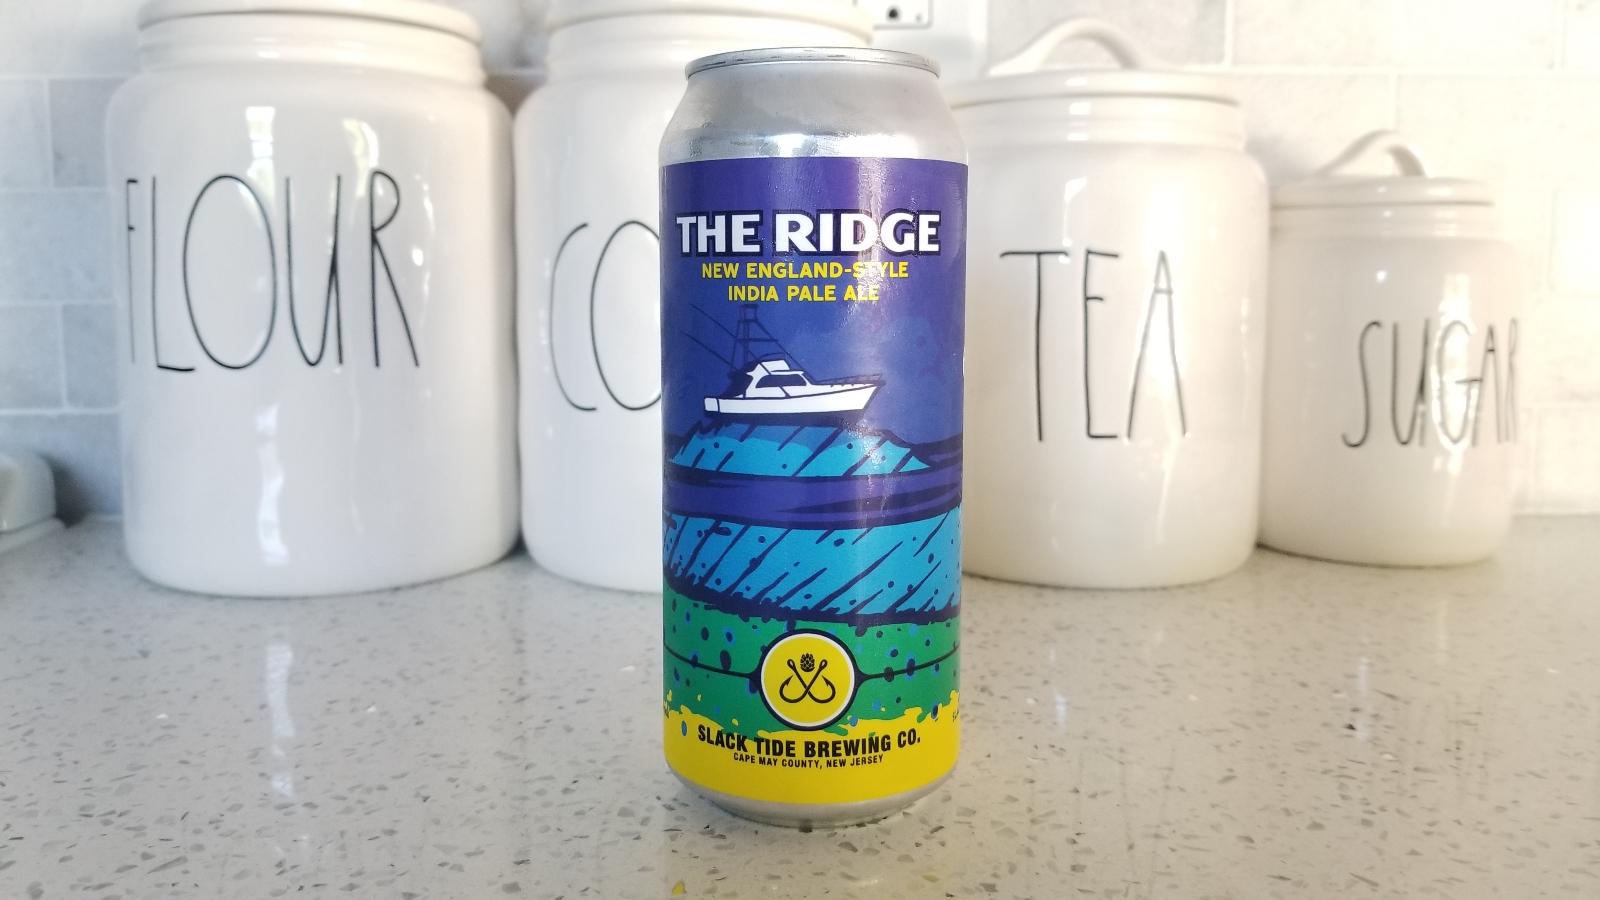 FLOUR
CO
THE RIDGE
NEW ENGLAND-STYLE
INDIA PALE ALE
SLACK TIDE BREWING CO.
CAPE MAY COUNTY, NEW JERSEY
TEA
SUGAR